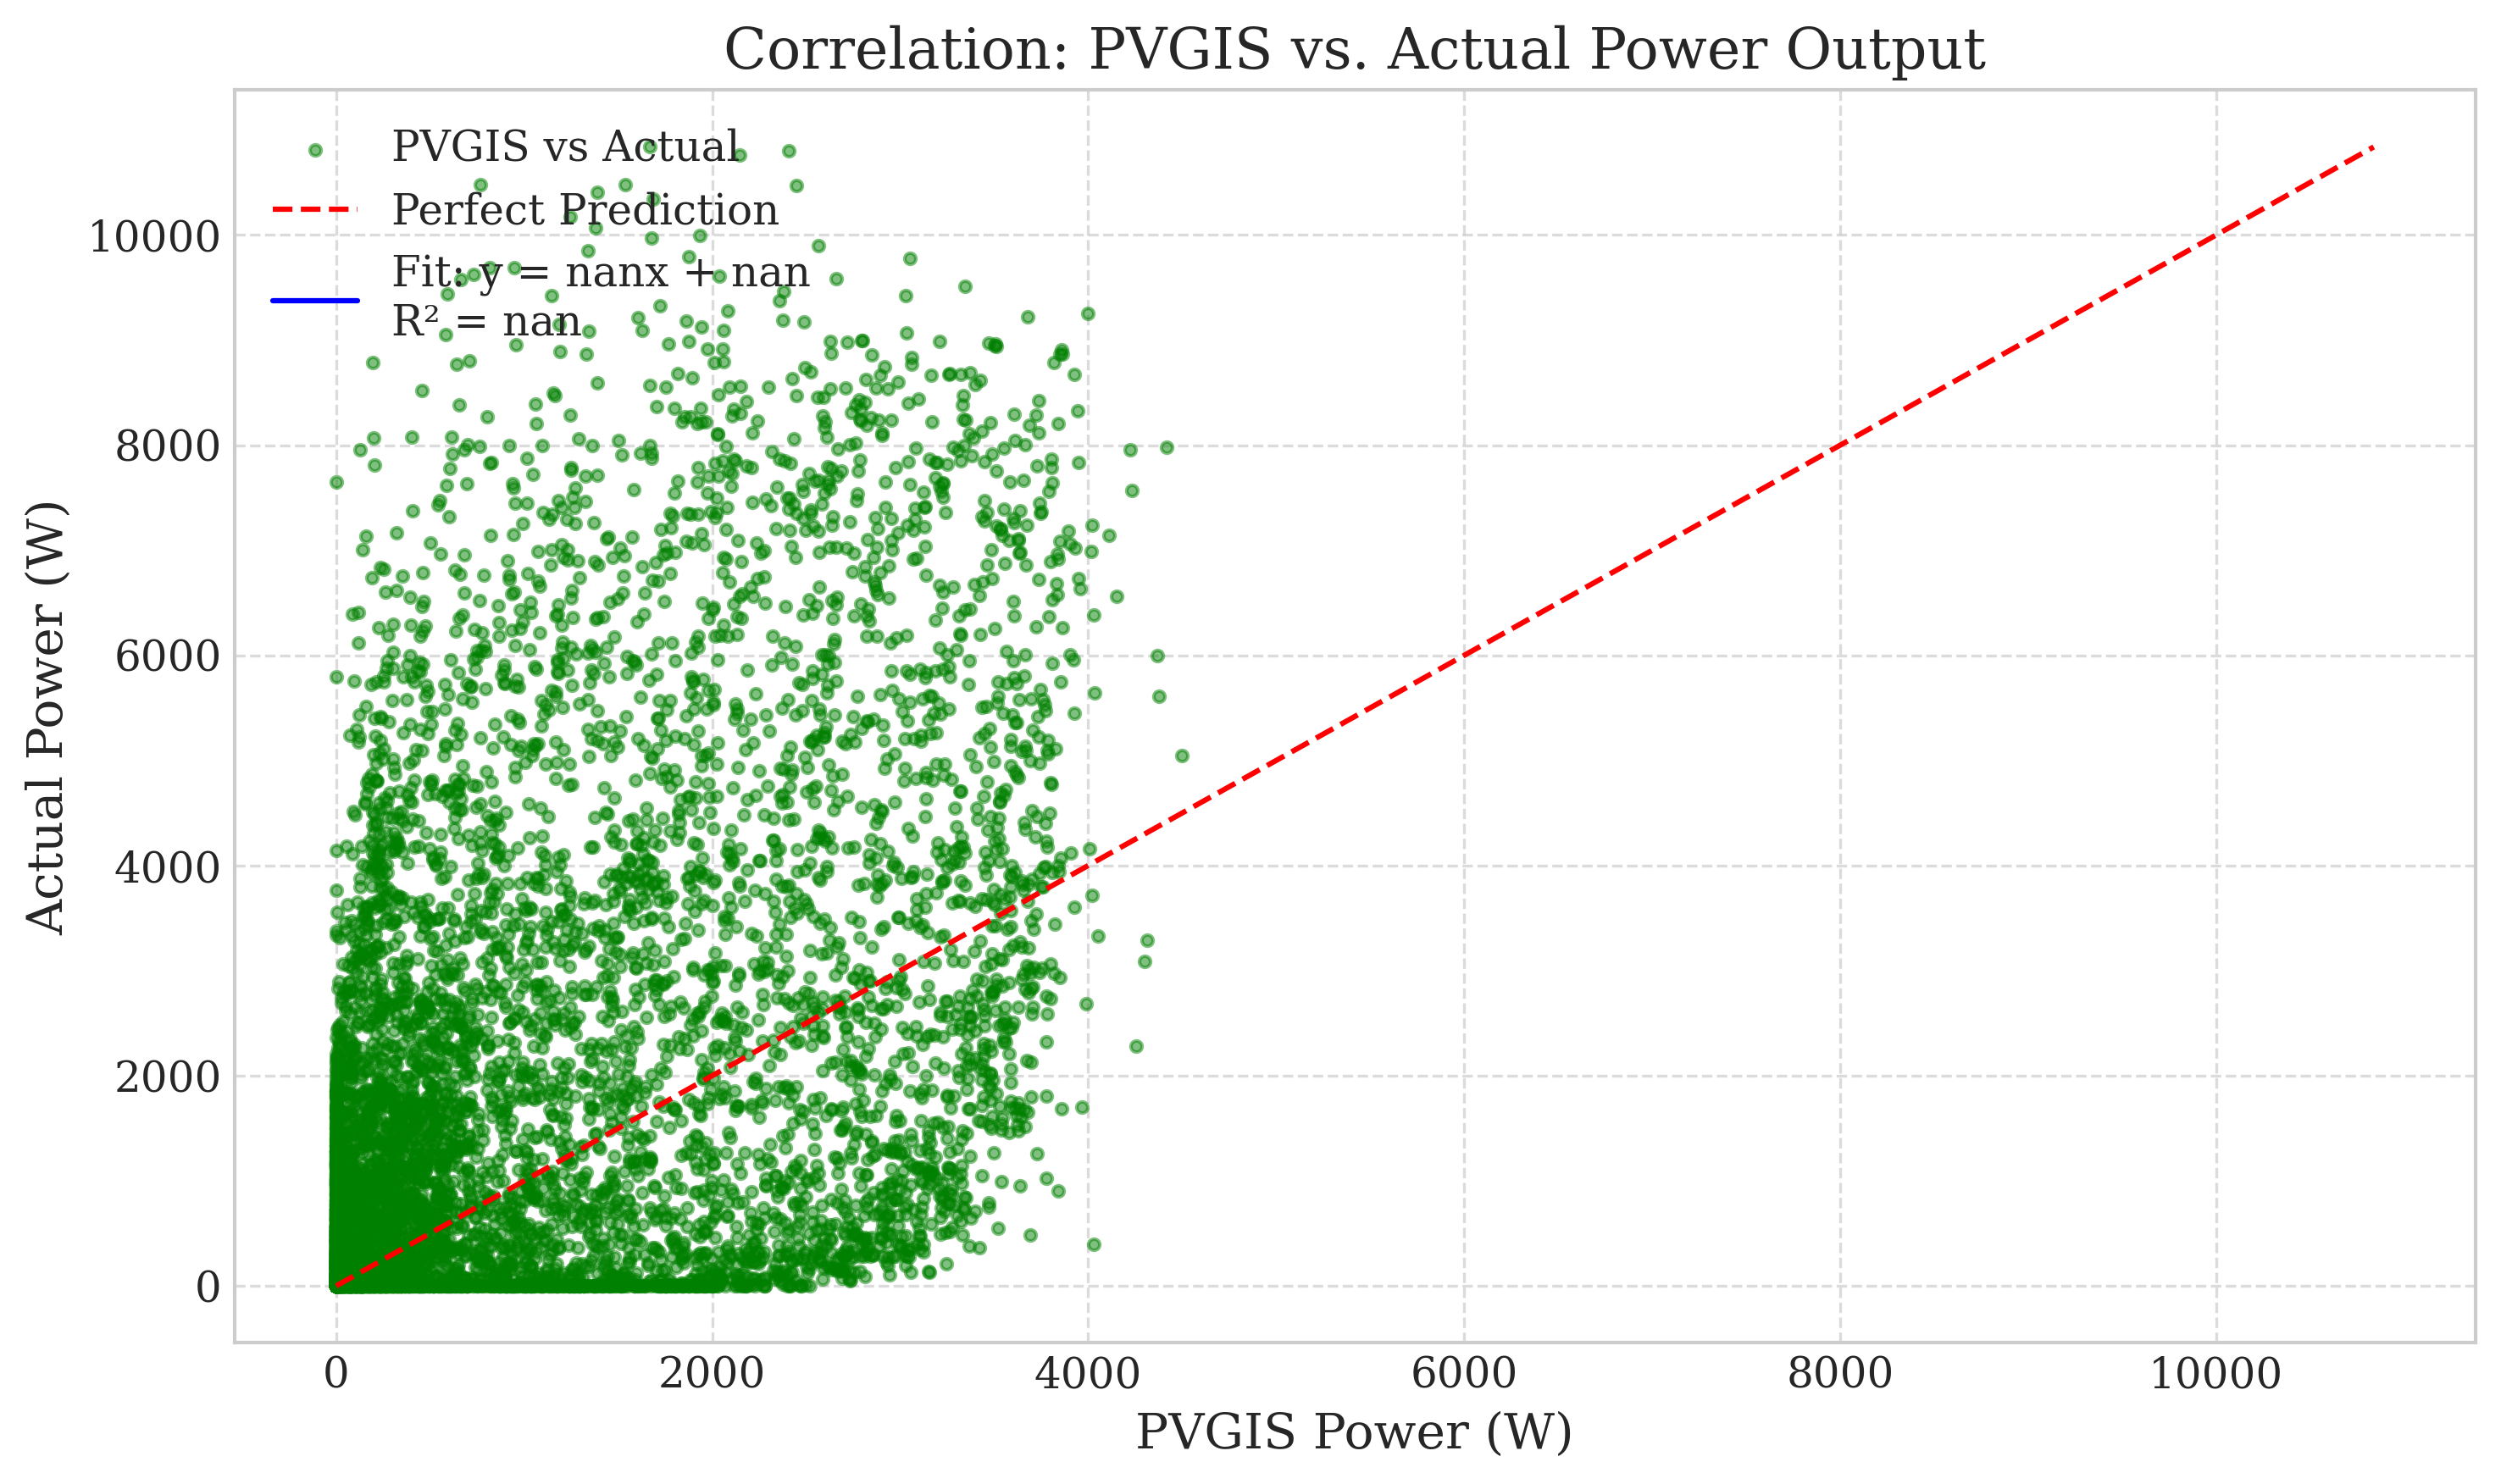 Correlation: PVGIS vs. Actual Power Output
PVGIS vs Actual
Perfect Prediction
Fit: y = nanx + nan
R² = nan
Actual Power (W)
10000
8000
6000
4000
2000
0
0 2000 4000 6000 8000 10000
PVGIS Power (W)